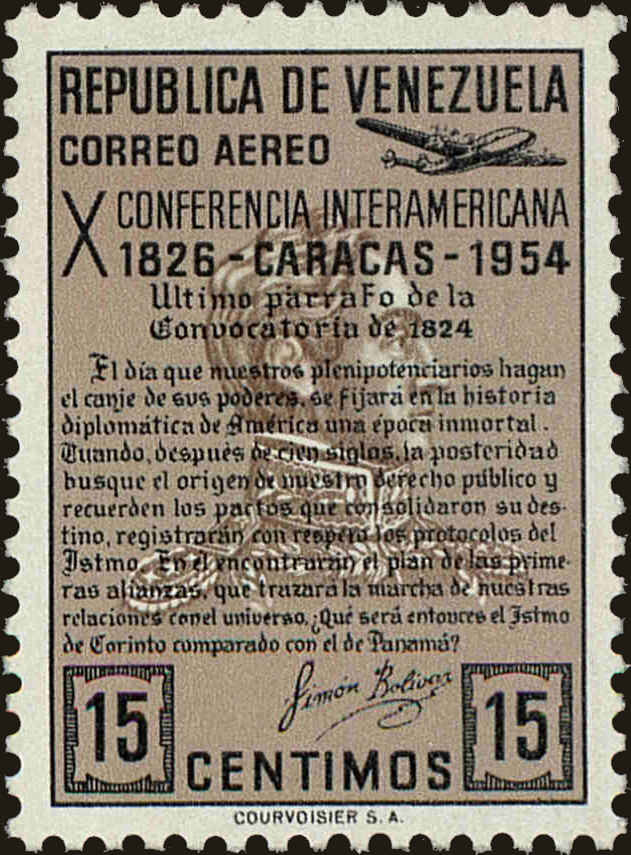 REPUBLICA DE VENEZUELA
CORREO AEREO
X CONFERENCIA INTERAMERICANA
1826 - CARACAS - 1954
Ultimo parrafo de la
Convocatoria de 1824
El día que nuestros plenipotenciarios hagan
el canje de sus poderes, se fijará en la historia
diplomática de América una época inmortal.
Cuando, después de cien siglos, la posteridad
busque el origen de nuestro derecho público y
recuerden los pactos que consolidaron su des-
tino, registrarán con respeto los protocolos del
Istmo. En él encontrarán el plan de las prime-
ras alianzas, que trazará la marcha de nuestras
relaciones con el universo. ¿Qué será entonces el Istmo
de Corinto comparado con el de Panamá?
Simón Bolívar
15 CENTIMOS 15
COURVOISIER S. A.